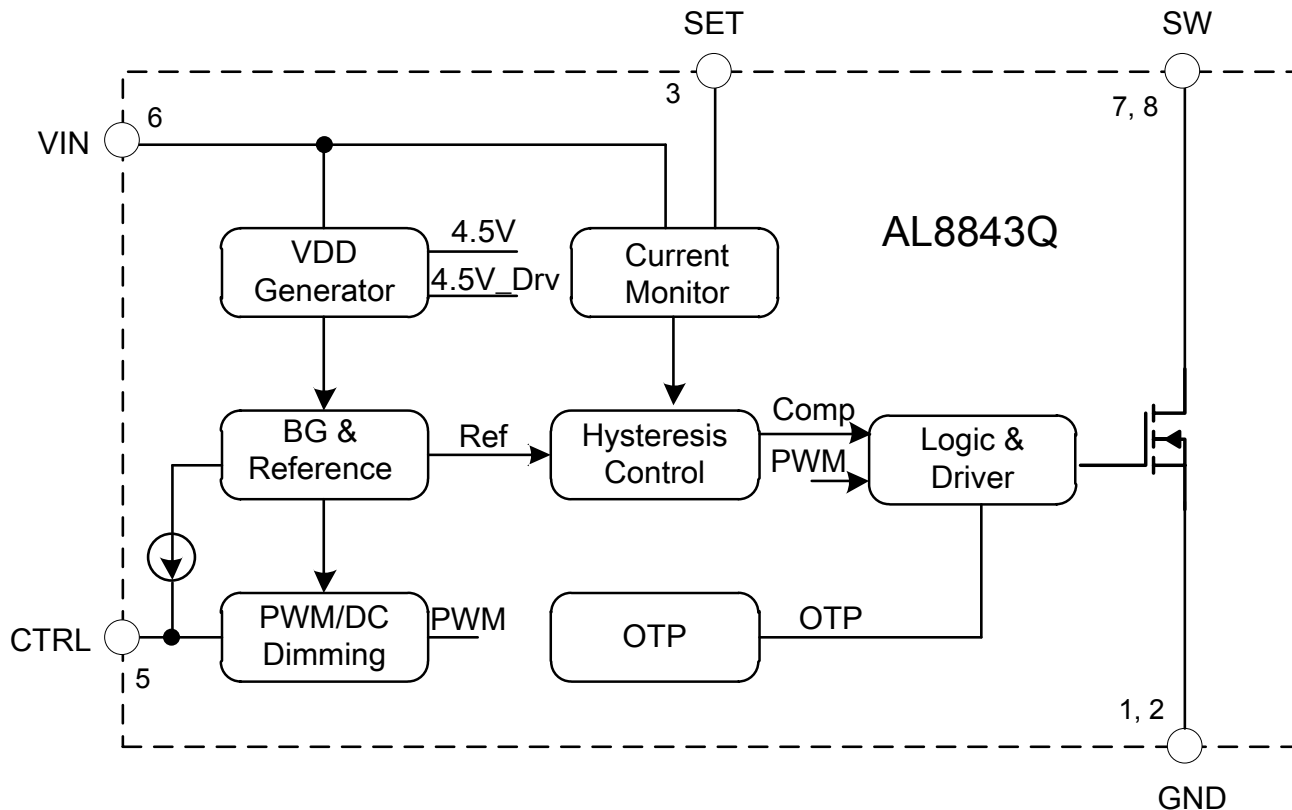 SET
SW
3
7, 8
6
VIN
AL8843Q
4.5V
VDD
Generator
4.5V_Drv
Current
Monitor
Comp
BG &
Reference
Ref
Hysteresis
Control
PWM
Logic &
Driver
CTRL
5
PWM/DC
Dimming
PWM
OTP
OTP
1, 2
GND